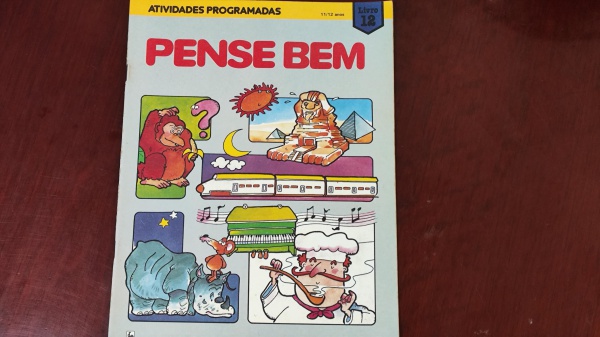 ATIVIDADES PROGRAMADAS
11/12 anos
Livro
12
PENSE BEM
?